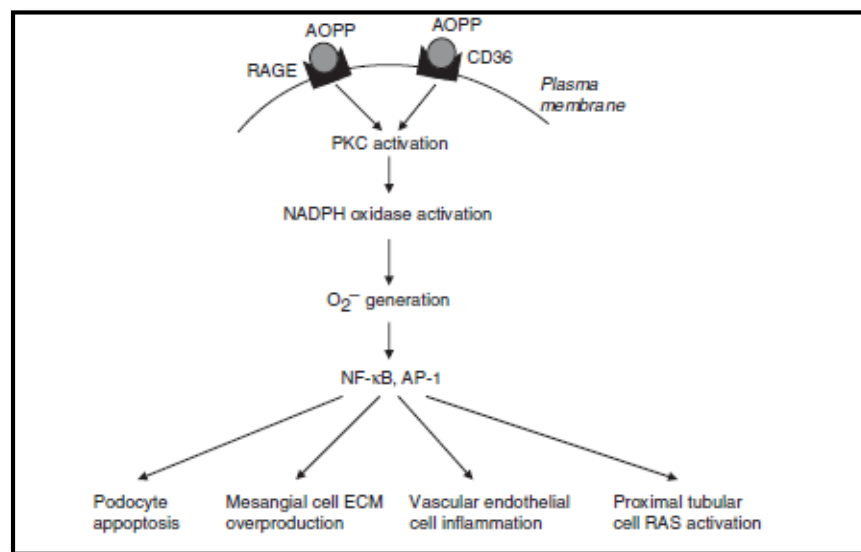 AOPP
AOPP
RAGE
CD36
Plasma
membrane
PKC activation
NADPH oxidase activation
O₂⁻ generation
NF-κB, AP-1
Podocyte
appoptosis
Mesangial cell ECM
overproduction
Vascular endothelial
cell inflammation
Proximal tubular
cell RAS activation